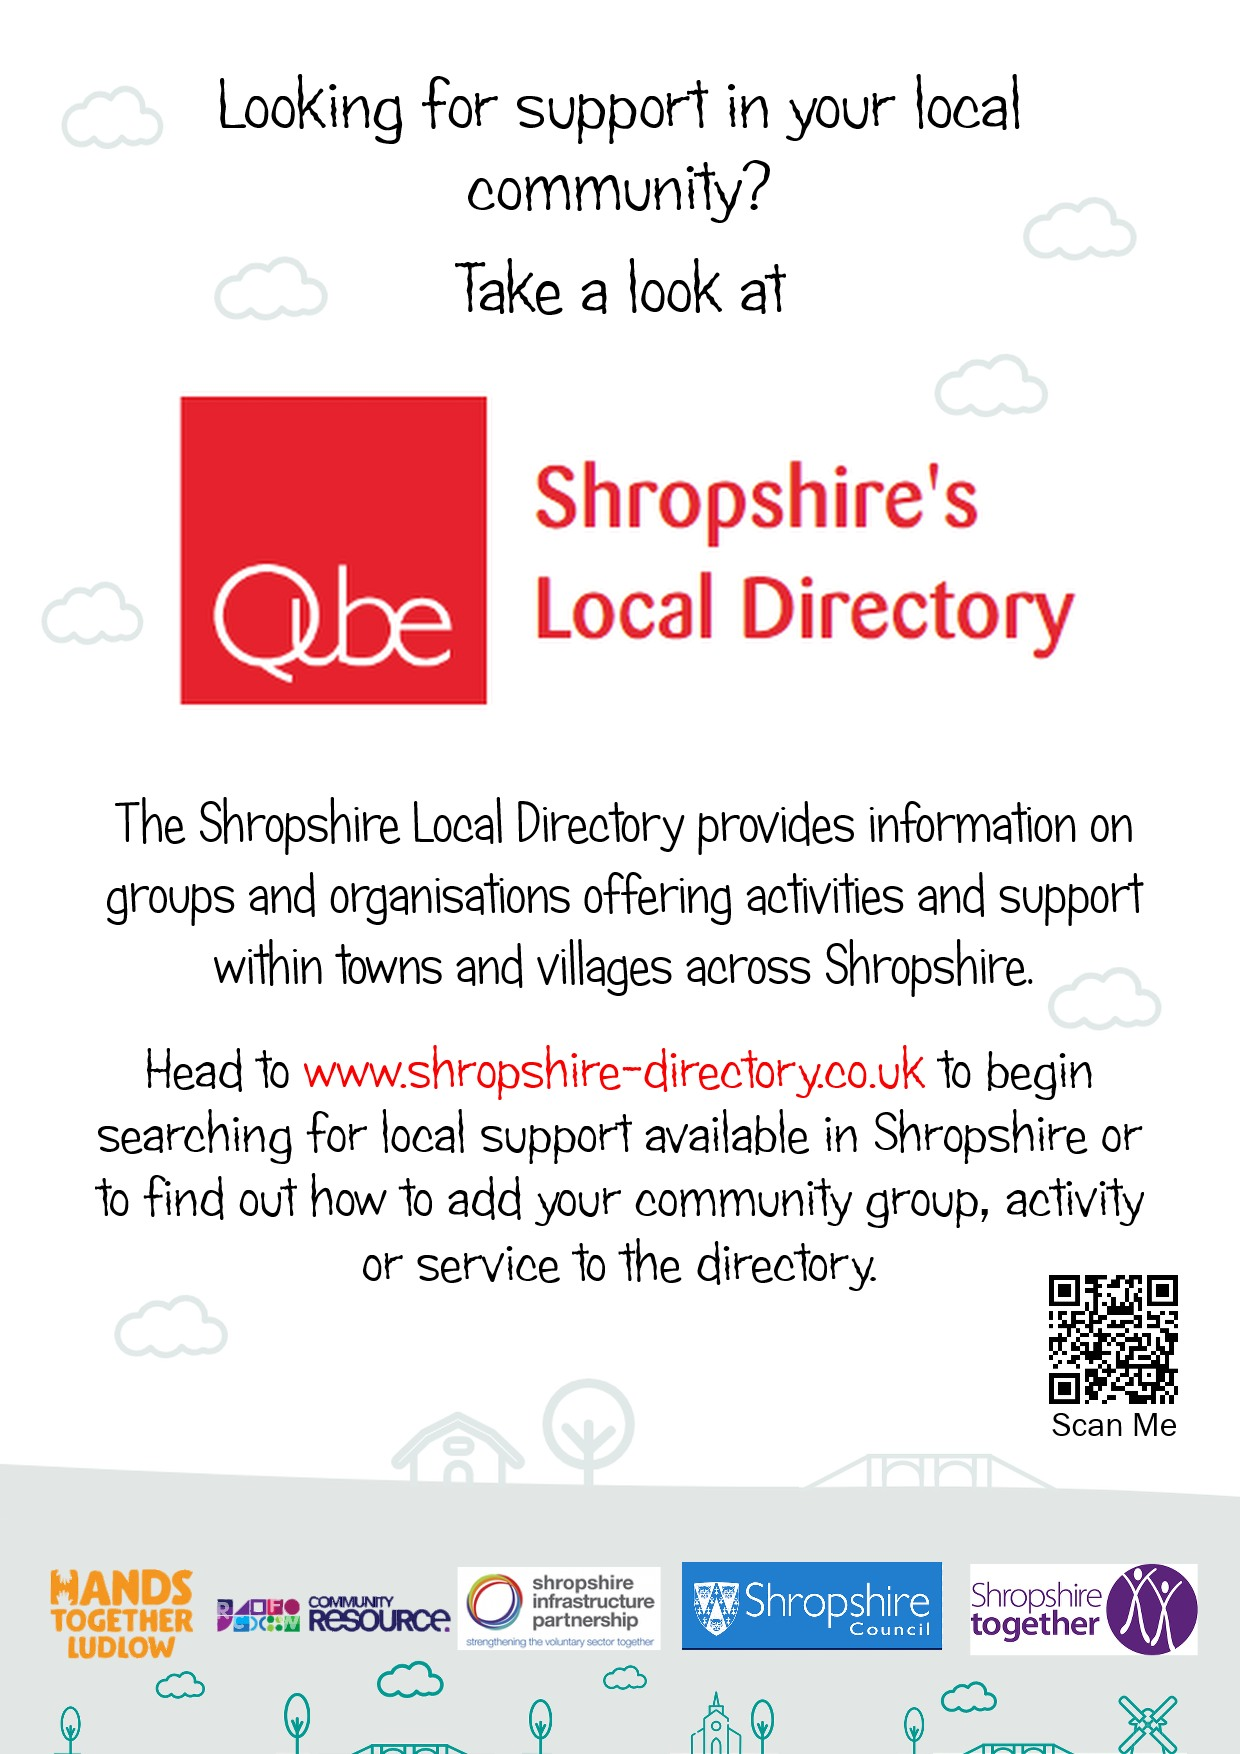 Looking for support in your local
community?
Take a look at
Qube
Shropshire's
Local Directory
The Shropshire Local Directory provides information on
groups and organisations offering activities and support
within towns and villages across Shropshire.
Head to www.shropshire-directory.co.uk to begin
searching for local support available in Shropshire or
to find out how to add your community group, activity
or service to the directory.
Scan Me
HANDS
TOGETHER
LUDLOW
COMMUNITY
RESOURCE.
shropshire
infrastructure
partnership
strengthening the voluntary sector together
Shropshire
Council
Shropshire
together